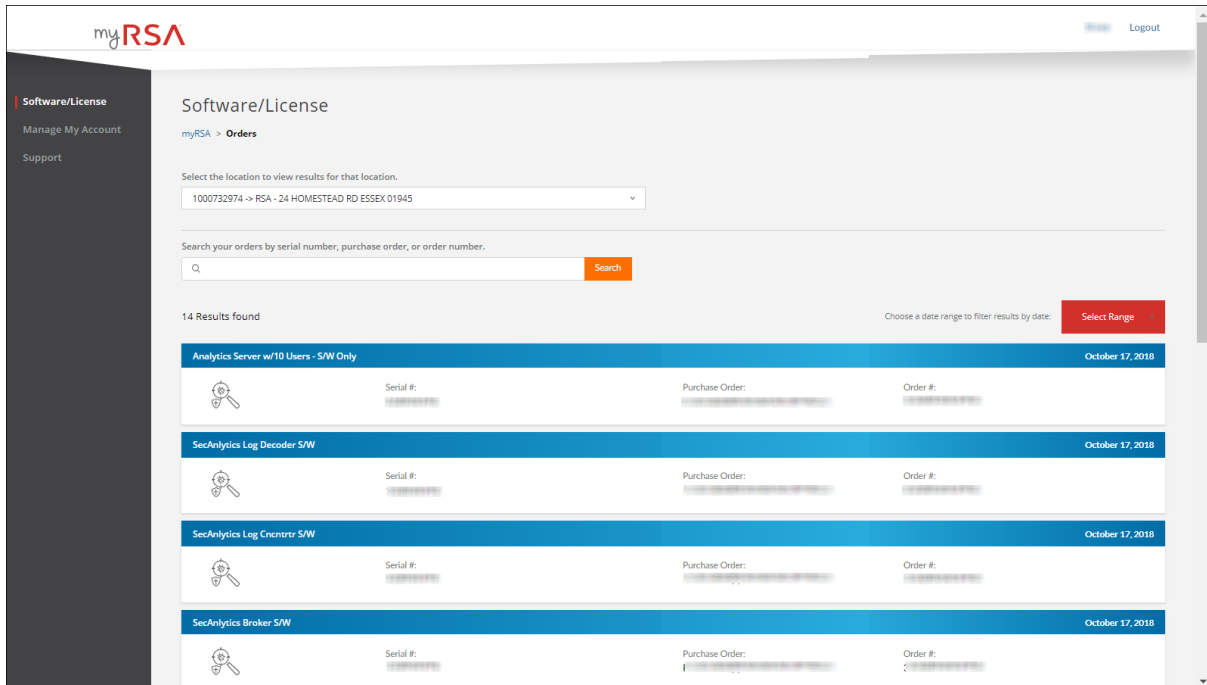 myRSA
Logout
Software/License
Manage My Account
Support
Software/License
myRSA > Orders
Select the location to view results for that location.
1000732974 -> RSA - 24 HOMESTEAD RD ESSEX 01945
Search your orders by serial number, purchase order, or order number.
Search
14 Results found
Choose a date range to filter results by date:
Select Range
Analytics Server w/10 Users - S/W Only October 17, 2018
Serial #: Purchase Order: Order #:
SecAnlytics Log Decoder S/W October 17, 2018
Serial #: Purchase Order: Order #:
SecAnlytics Log Cncntrtr S/W October 17, 2018
Serial #: Purchase Order: Order #:
SecAnlytics Broker S/W October 17, 2018
Serial #: Purchase Order: Order #: